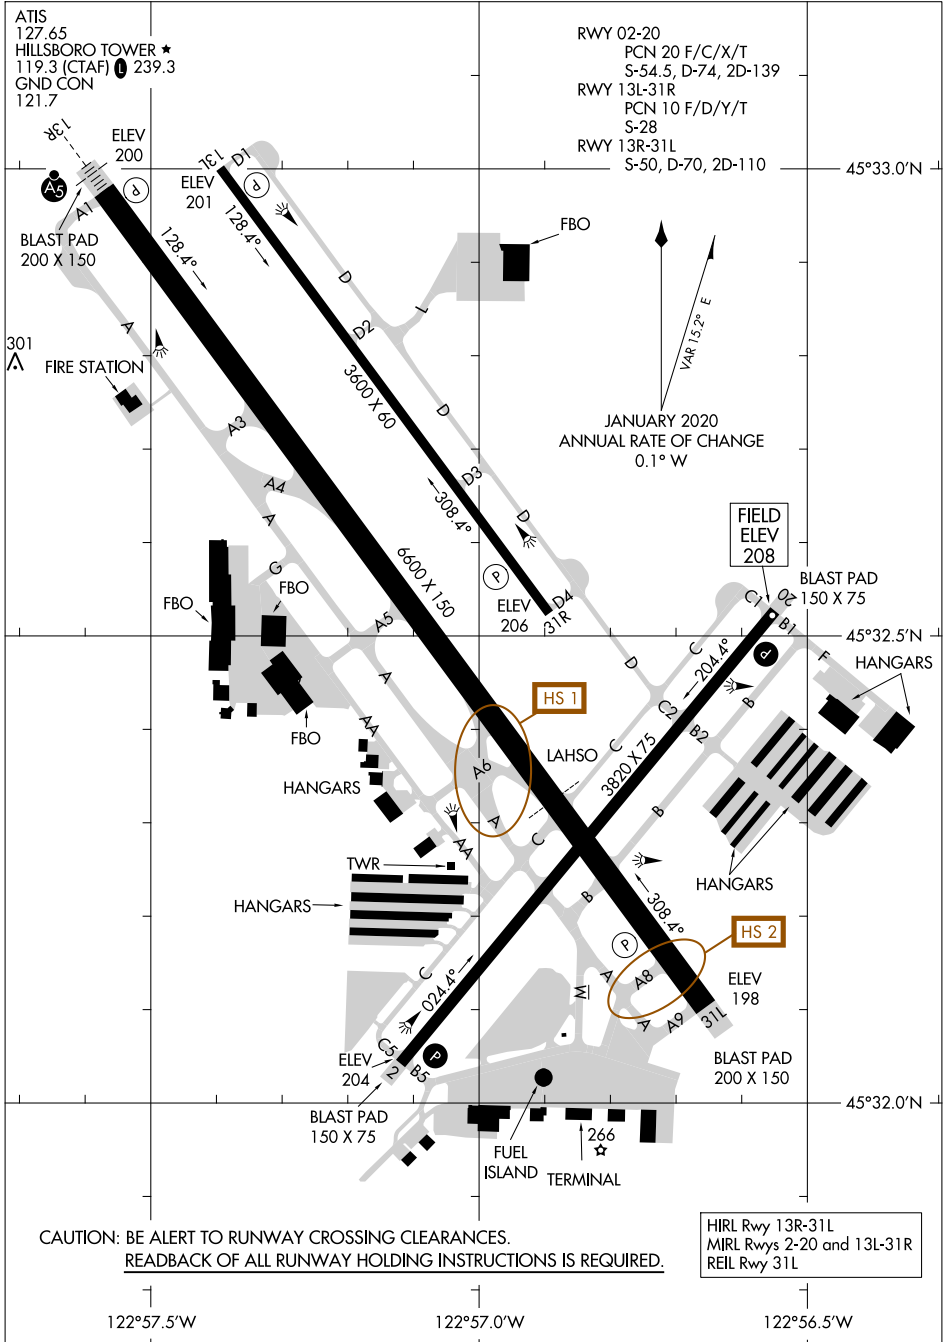 ATIS
127.65
HILLSBORO TOWER ★
119.3 (CTAF) L 239.3
GND CON
121.7
RWY 02-20
PCN 20 F/C/X/T
S-54.5, D-74, 2D-139
RWY 13L-31R
PCN 10 F/D/Y/T
S-28
RWY 13R-31L
S-50, D-70, 2D-110
13R
ELEV
200
A5
P
A1
BLAST PAD
200 X 150
128.4°
13L
D1
ELEV
201
P
128.4°
45°33.0'N
FBO
D
L
D2
VAR 15.2° E
JANUARY 2020
ANNUAL RATE OF CHANGE
0.1° W
301
A
FIRE STATION
3600 X 60
D
A3
A4
A
D3
308.4°
D
FIELD
ELEV
208
G
6600 X 150
P
ELEV
206
D4
31R
BLAST PAD
150 X 75
20
C1
B1
FBO
FBO
A5
45°32.5'N
F
P
HANGARS
D
C
204.4°
A
HS 1
B
C2
B2
AA
FBO
LAHSO
C
3820 X 75
HANGARS
A6
A
B
AA
C
TWR
HANGARS
HANGARS
B
308.4°
HS 2
P
C
024.4°
A
A8
ELEV
198
W
A
A9
31L
C5
2
B5
P
ELEV
204
BLAST PAD
200 X 150
BLAST PAD
150 X 75
45°32.0'N
FUEL
ISLAND
266
TERMINAL
CAUTION: BE ALERT TO RUNWAY CROSSING CLEARANCES.
READBACK OF ALL RUNWAY HOLDING INSTRUCTIONS IS REQUIRED.
HIRL Rwy 13R-31L
MIRL Rwys 2-20 and 13L-31R
REIL Rwy 31L
122°57.5'W
122°57.0'W
122°56.5'W